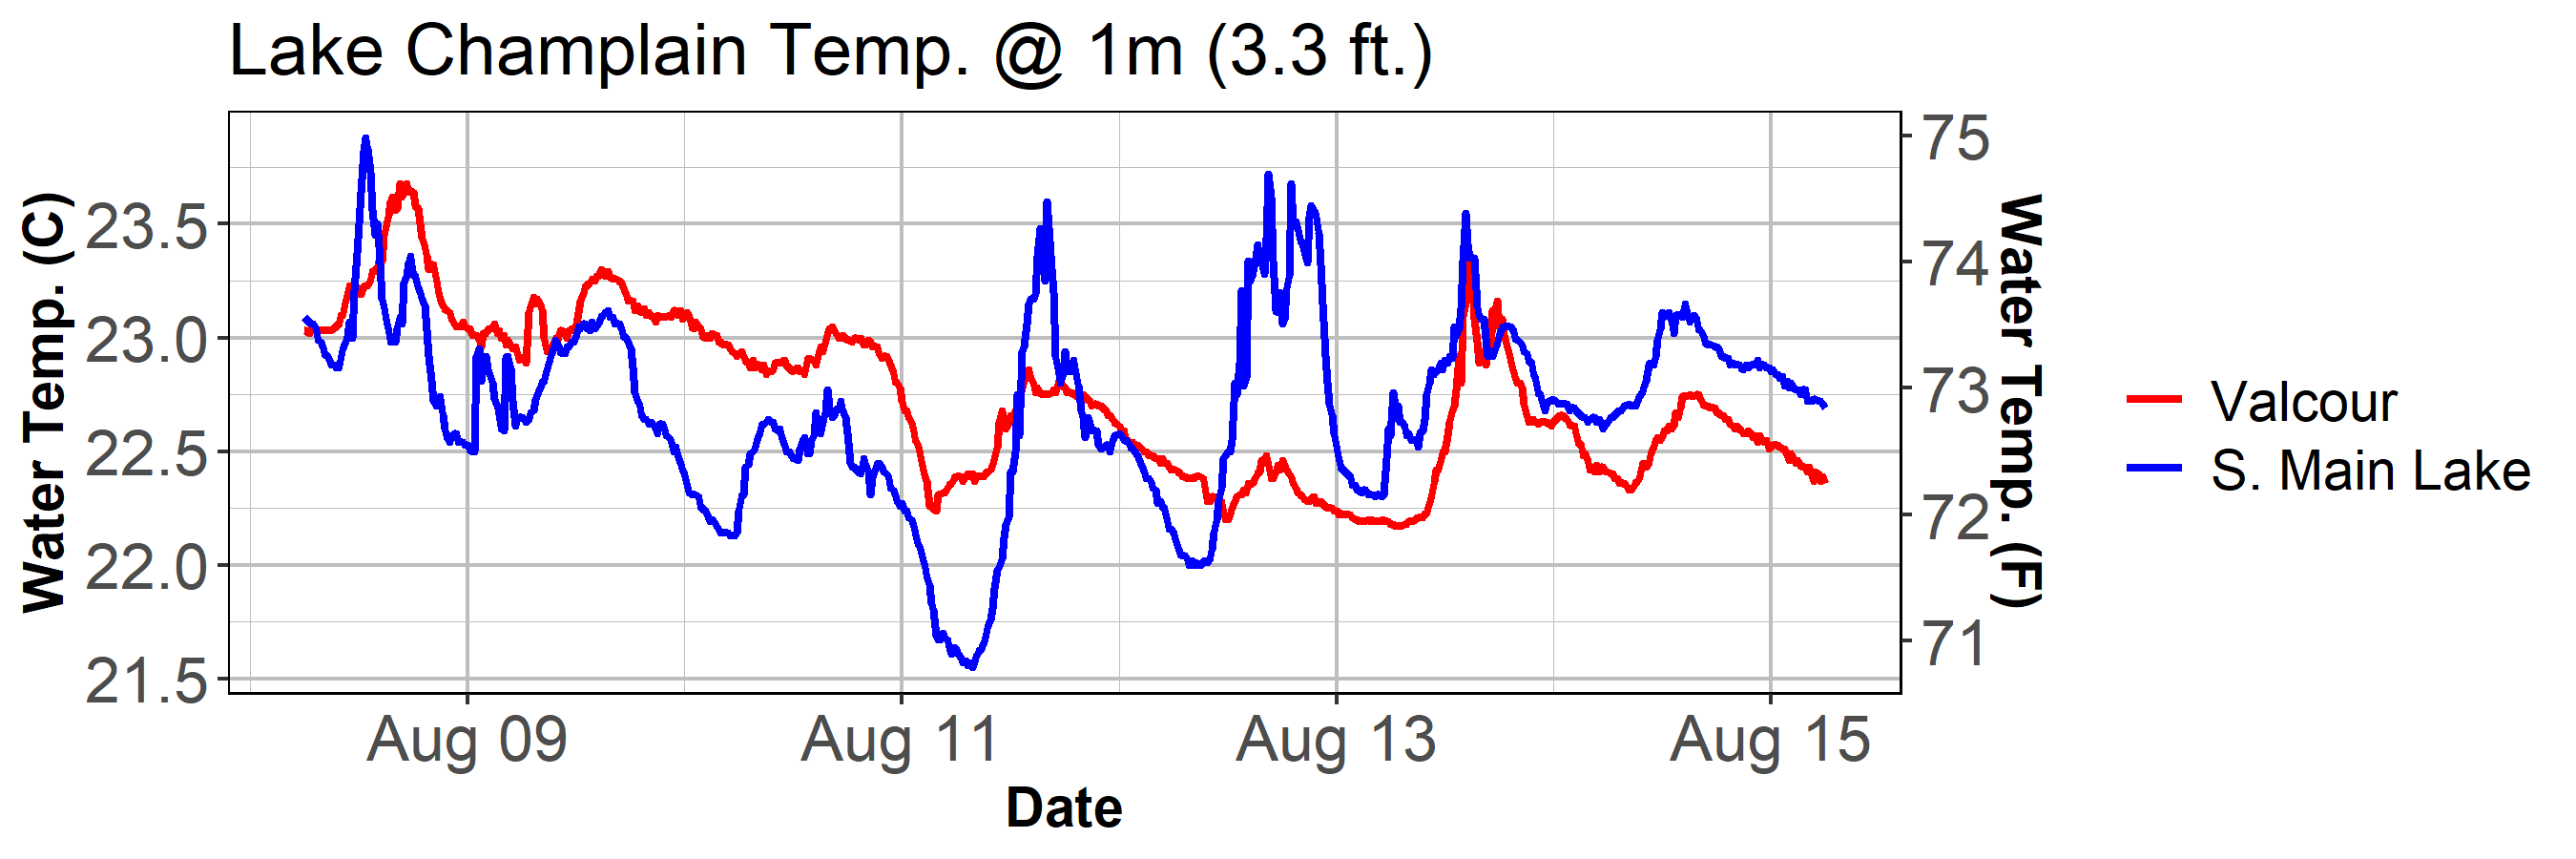 Lake Champlain Temp. @ 1m (3.3 ft.)
Water Temp. (C)
23.5
23.0
22.5
22.0
21.5
75
74
73
72
71
Water Temp. (F)
Aug 09
Aug 11
Aug 13
Aug 15
Date
Valcour
S. Main Lake